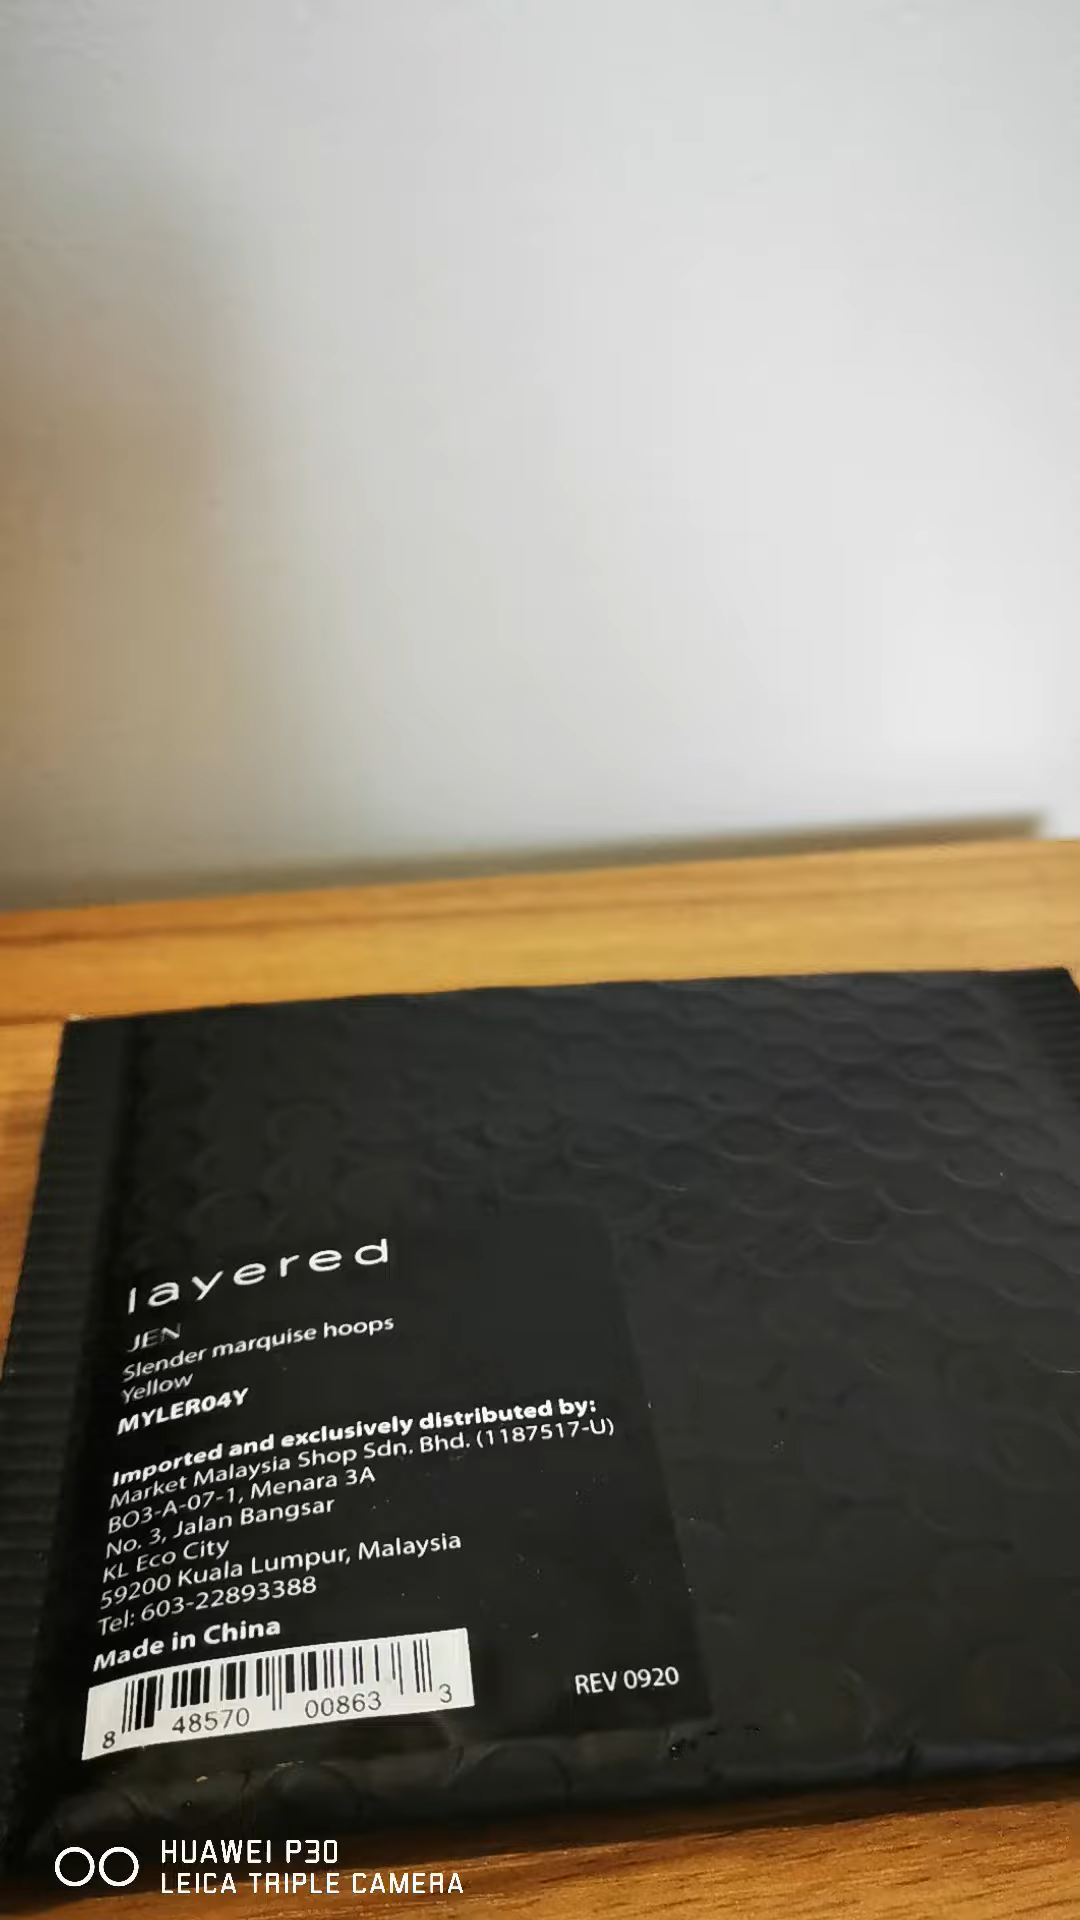 layered
JEN
Slender marquise hoops
Yellow
MYLER04Y
Imported and exclusively distributed by:
Market Malaysia Shop Sdn. Bhd. (1187517-U)
BO3-A-07-1, Menara 3A
No. 3, Jalan Bangsar
KL Eco City
59200 Kuala Lumpur, Malaysia
Tel: 603-22893388
Made in China
8 48570 00863 3
REV 0920
HUAWEI P30
LEICA TRIPLE CAMERA